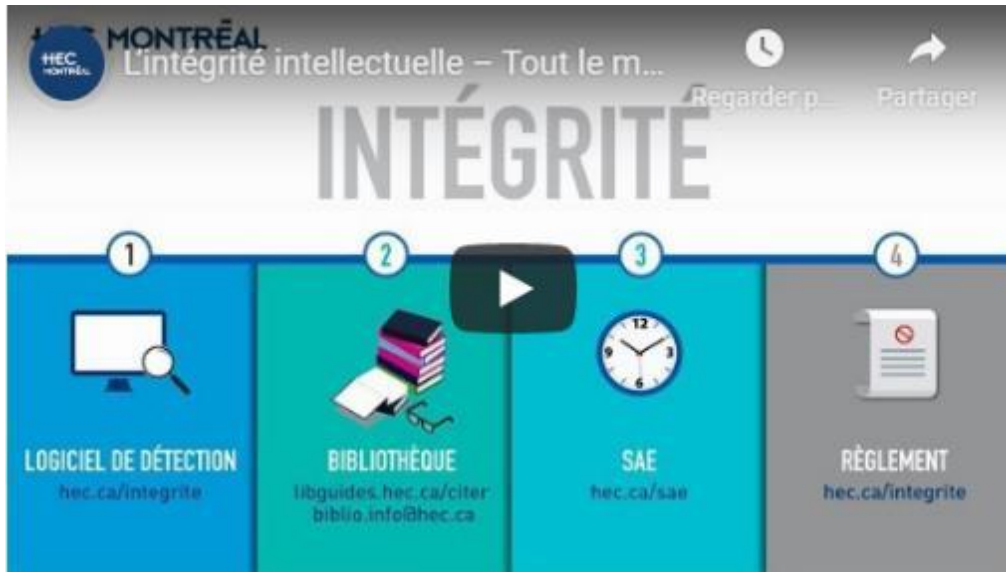 HEC MONTRÉAL
HEC
MONTRÉAL
L'intégrité intellectuelle – Tout le m...
Regarder p...
Partager
INTÉGRITÉ
1
2
3
4
12
9
3
6
LOGICIEL DE DÉTECTION
hec.ca/integrite
BIBLIOTHÈQUE
libguides.hec.ca/citer
biblio.info@hec.ca
SAE
hec.ca/sae
RÈGLEMENT
hec.ca/integrite